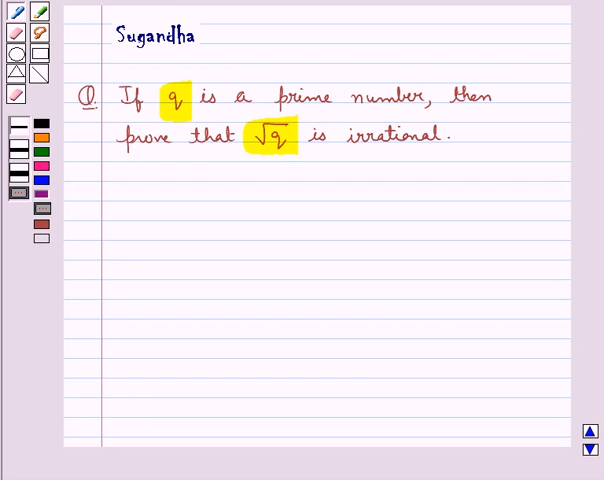 Sugandha
Q. If q is a prime number, then
prove that √q is irrational.